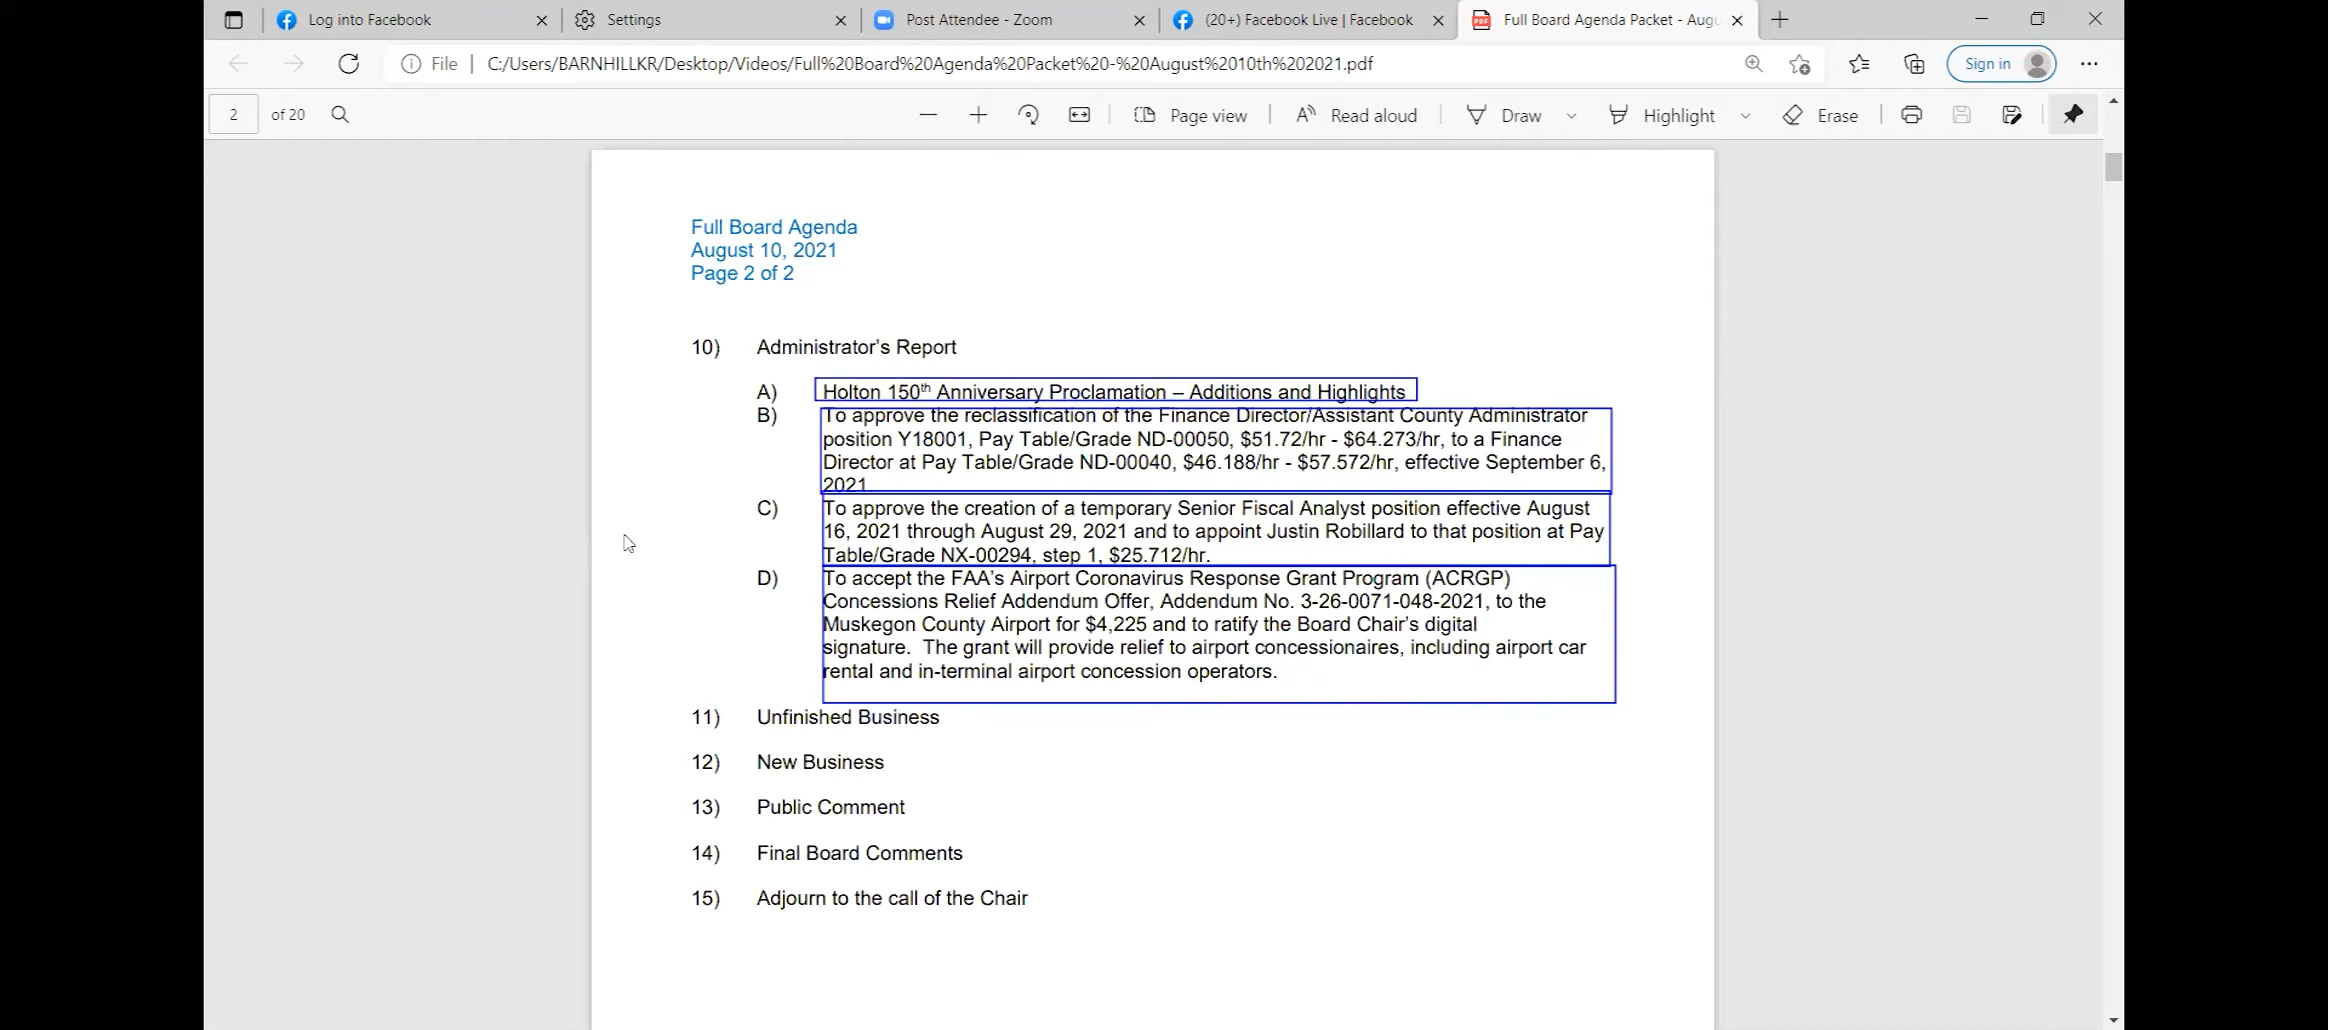 Log into Facebook
Settings
Post Attendee - Zoom
(20+) Facebook Live | Facebook
Full Board Agenda Packet - Augu
File
C:/Users/BARNHILLKR/Desktop/Videos/Full%20Board%20Agenda%20Packet%20-%20August%2010th%202021.pdf
Sign in
2 of 20
Page view
Read aloud
Draw
Highlight
Erase
Full Board Agenda
August 10, 2021
Page 2 of 2
10) Administrator's Report
A) Holton 150th Anniversary Proclamation – Additions and Highlights
B) To approve the reclassification of the Finance Director/Assistant County Administrator
position Y18001, Pay Table/Grade ND-00050, $51.72/hr - $64.273/hr, to a Finance
Director at Pay Table/Grade ND-00040, $46.188/hr - $57.572/hr, effective September 6,
2021.
C) To approve the creation of a temporary Senior Fiscal Analyst position effective August
16, 2021 through August 29, 2021 and to appoint Justin Robillard to that position at Pay
Table/Grade NX-00294, step 1, $25.712/hr.
D) To accept the FAA's Airport Coronavirus Response Grant Program (ACRGP)
Concessions Relief Addendum Offer, Addendum No. 3-26-0071-048-2021, to the
Muskegon County Airport for $4,225 and to ratify the Board Chair's digital
signature.  The grant will provide relief to airport concessionaires, including airport car
rental and in-terminal airport concession operators.
11) Unfinished Business
12) New Business
13) Public Comment
14) Final Board Comments
15) Adjourn to the call of the Chair